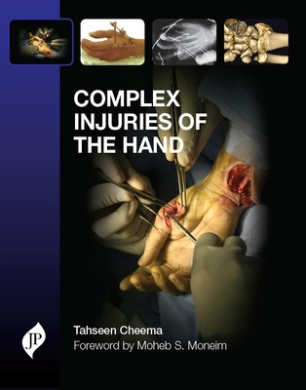 COMPLEX
INJURIES OF
THE HAND
Tahseen Cheema
Foreword by Moheb S. Moneim
JP